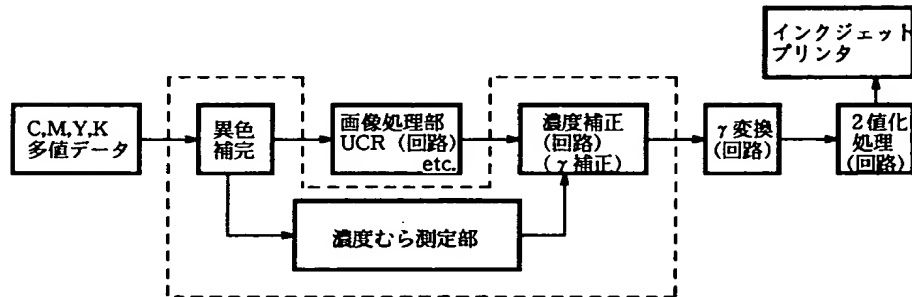 インクジェット
プリンタ
C,M,Y,K
多値データ
異色
補完
画像処理部
UCR (回路)
etc.
濃度補正
(回路)
(γ補正)
γ変換
(回路)
2値化
処理
(回路)
濃度むら測定部